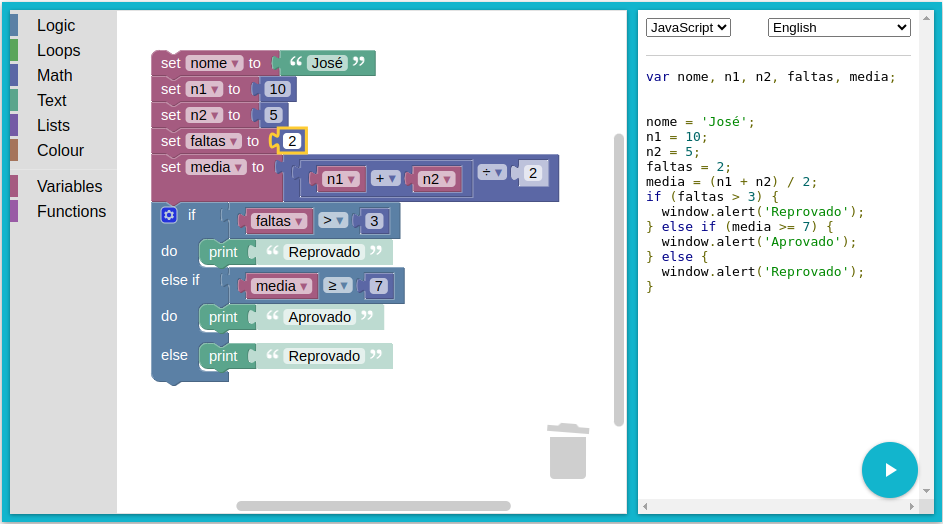 Logic
Loops
Math
Text
Lists
Colour
Variables
Functions
set nome ▾ to “ José ”
set n1 ▾ to 10
set n2 ▾ to 5
set faltas ▾ to 2
set media ▾ to n1 ▾ + ▾ n2 ▾ ÷ ▾ 2
if faltas ▾ > ▾ 3
do print “ Reprovado ”
else if media ▾ ≥ ▾ 7
do print “ Aprovado ”
else print “ Reprovado ”
JavaScript English
var nome, n1, n2, faltas, media;
nome = 'José';
n1 = 10;
n2 = 5;
faltas = 2;
media = (n1 + n2) / 2;
if (faltas > 3) {
  window.alert('Reprovado');
} else if (media >= 7) {
  window.alert('Aprovado');
} else {
  window.alert('Reprovado');
}